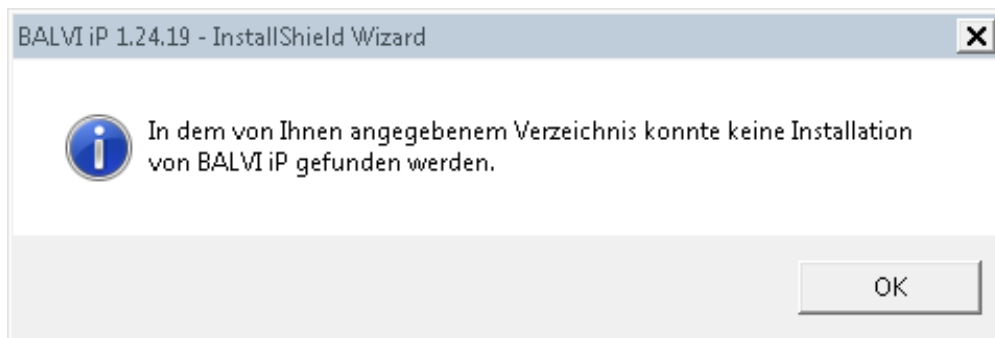 BALVI iP 1.24.19 - InstallShield Wizard
In dem von Ihnen angegebenem Verzeichnis konnte keine Installation
von BALVI iP gefunden werden.
OK